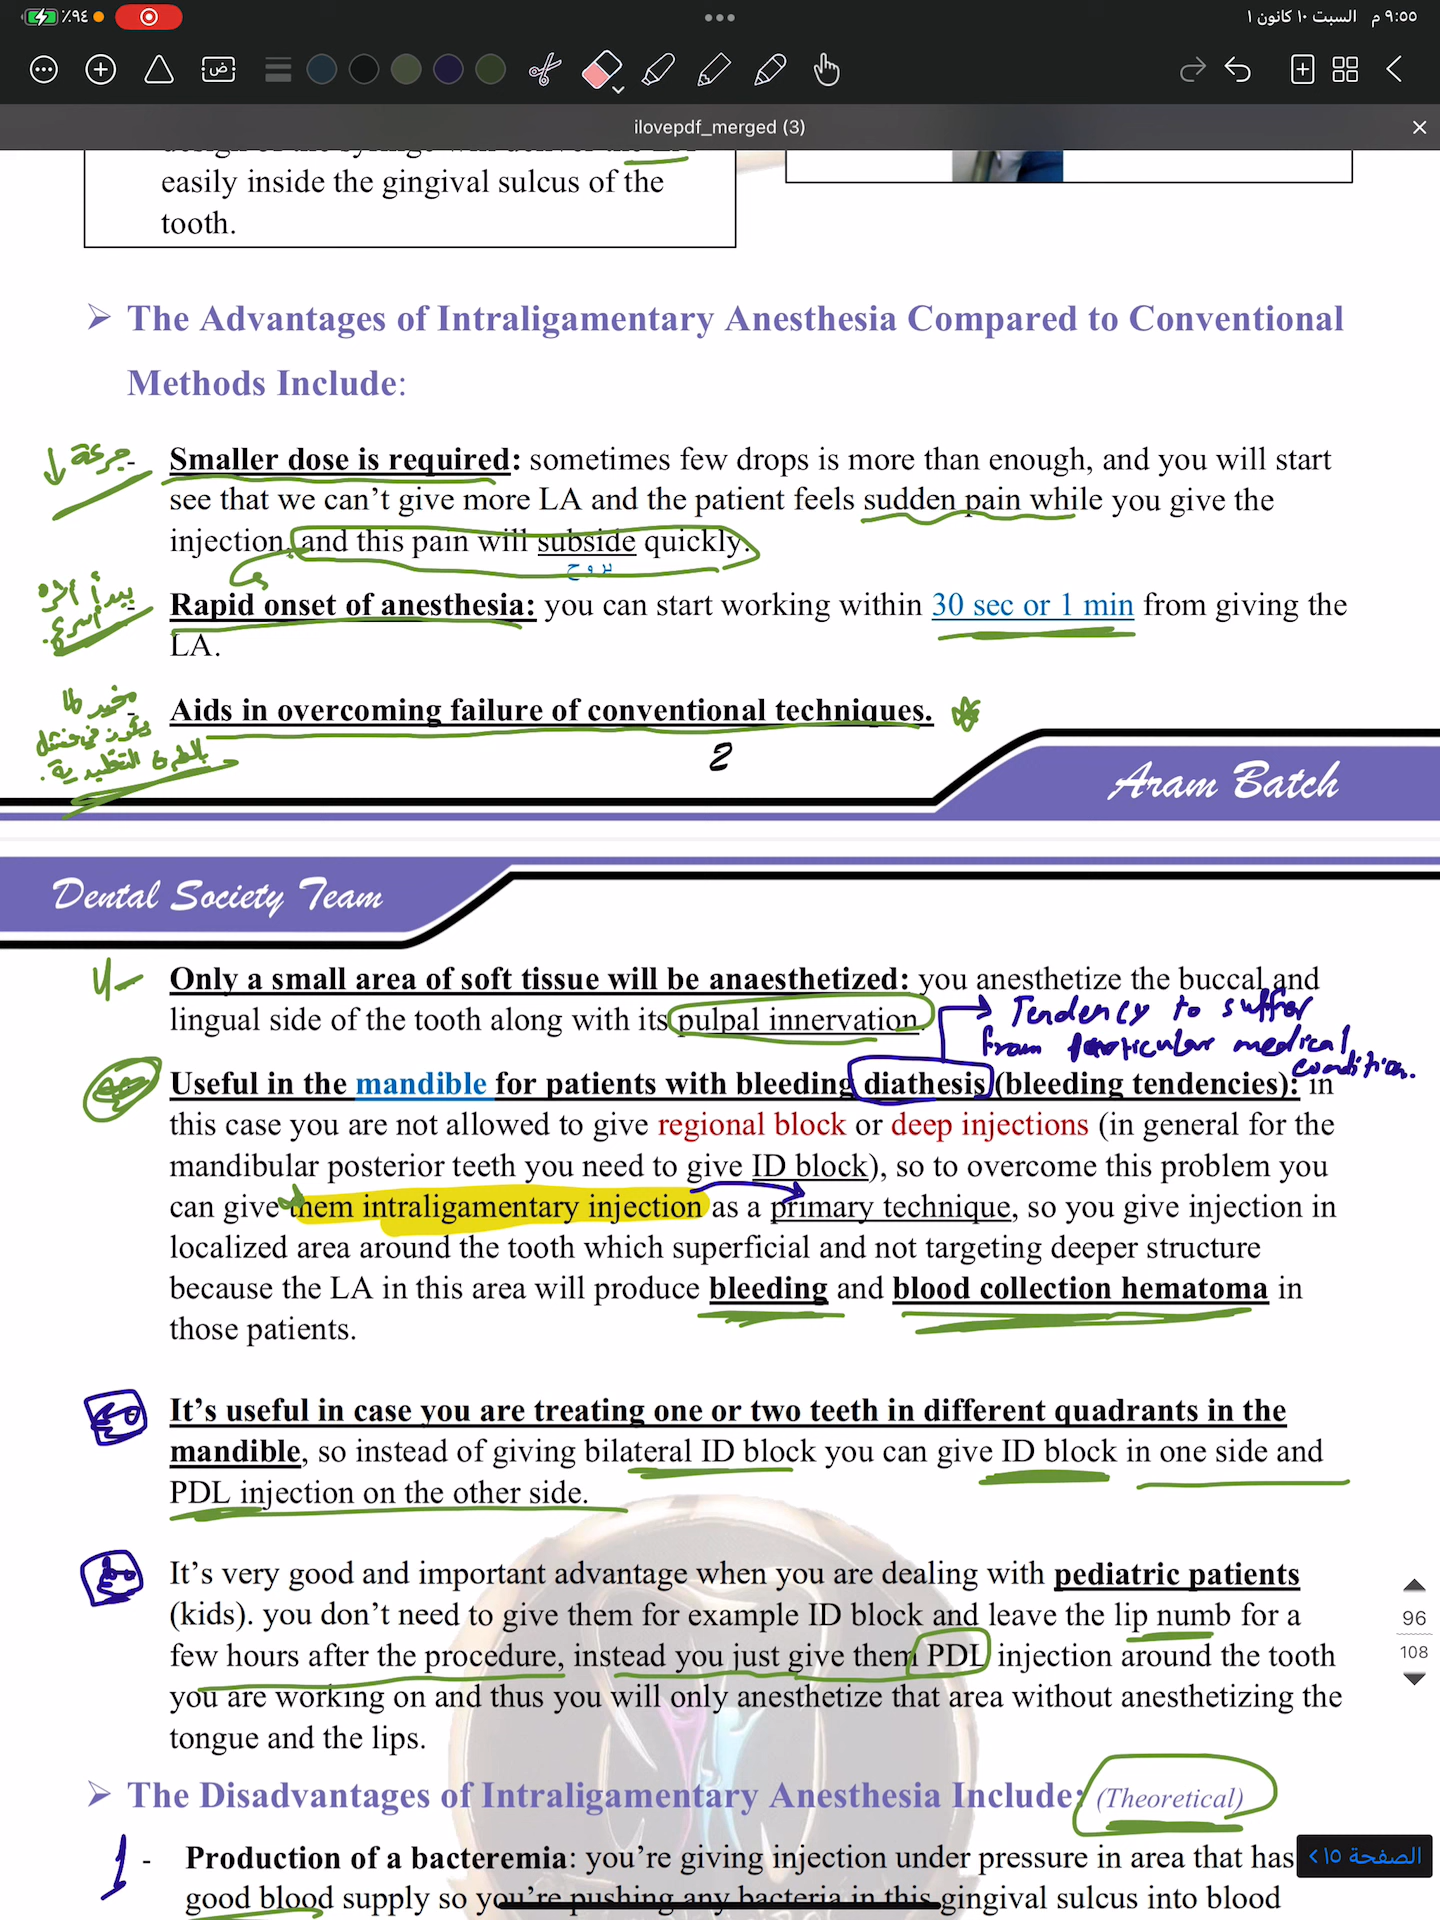 ٪٩٤
٩:٥٥ م السبت ١٠ كانون ١
ض
ilovepdf_merged (3)
easily inside the gingival sulcus of the
tooth.
The Advantages of Intraligamentary Anesthesia Compared to Conventional
Methods Include:
↓ جرعة
- Smaller dose is required: sometimes few drops is more than enough, and you will start
see that we can't give more LA and the patient feels sudden pain while you give the
injection, and this pain will subside quickly.
يروح
يبدأ اثره
أسرع.
- Rapid onset of anesthesia: you can start working within 30 sec or 1 min from giving the
LA.
- Aids in overcoming failure of conventional techniques.
بالطرق التقليدية.
2
Aram Batch
Dental Society Team
4- Only a small area of soft tissue will be anaesthetized: you anesthetize the buccal and
lingual side of the tooth along with its pulpal innervation.
Tendency to suffer
from particular medical
condition.
Useful in the mandible for patients with bleeding diathesis (bleeding tendencies): in
this case you are not allowed to give regional block or deep injections (in general for the
mandibular posterior teeth you need to give ID block), so to overcome this problem you
can give them intraligamentary injection as a primary technique, so you give injection in
localized area around the tooth which superficial and not targeting deeper structure
because the LA in this area will produce bleeding and blood collection hematoma in
those patients.
It's useful in case you are treating one or two teeth in different quadrants in the
mandible, so instead of giving bilateral ID block you can give ID block in one side and
PDL injection on the other side.
It's very good and important advantage when you are dealing with pediatric patients
(kids). you don't need to give them for example ID block and leave the lip numb for a
few hours after the procedure, instead you just give them PDL injection around the tooth
you are working on and thus you will only anesthetize that area without anesthetizing the
tongue and the lips.
96
108
The Disadvantages of Intraligamentary Anesthesia Include: (Theoretical)
1 - Production of a bacteremia: you're giving injection under pressure in area that has
الصفحة ١٥
good blood supply so you're pushing any bacteria in this gingival sulcus into blood